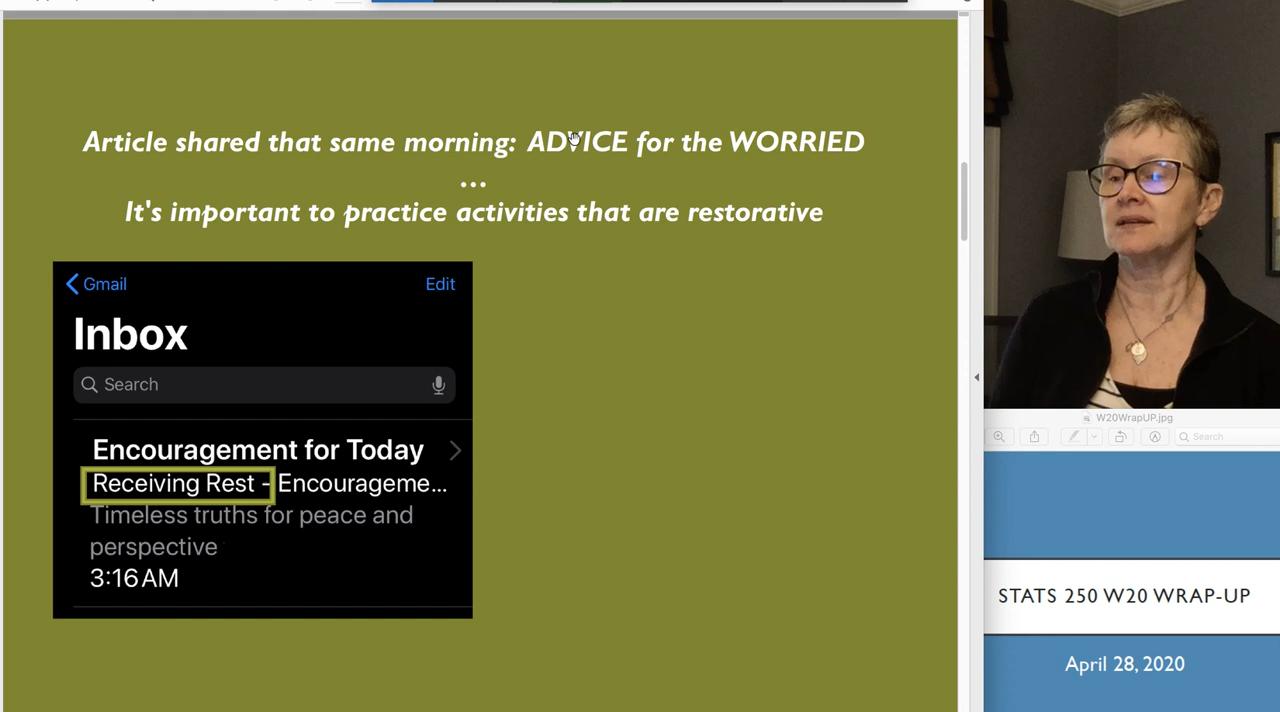 Article shared that same morning: ADVICE for the WORRIED
...
It's important to practice activities that are restorative
Gmail
Edit
Inbox
Search
Encouragement for Today
Receiving Rest - Encourageme...
Timeless truths for peace and
perspective
3:16 AM
W20WrapUP.jpg
Search
STATS 250 W20 WRAP-UP
April 28, 2020